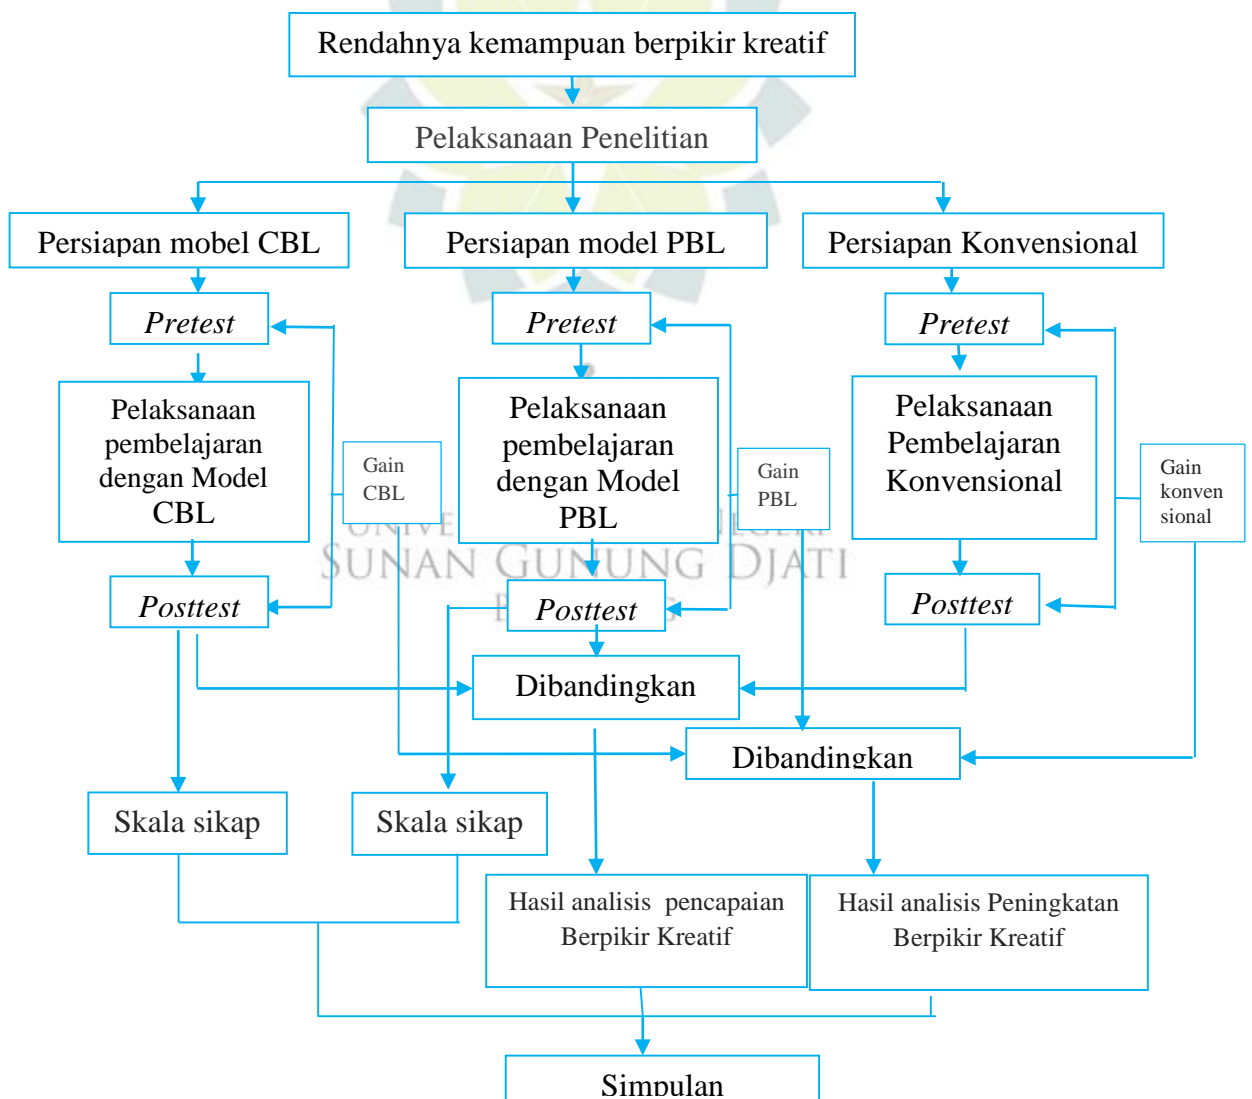 Rendahnya kemampuan berpikir kreatif
Pelaksanaan Penelitian
Persiapan mobel CBL
Persiapan model PBL
Persiapan Konvensional
Pretest
Pretest
Pretest
Pelaksanaan
pembelajaran
dengan Model
CBL
Gain
CBL
Pelaksanaan
pembelajaran
dengan Model
PBL
Gain
PBL
Pelaksanaan
Pembelajaran
Konvensional
Gain
konven
sional
SUNAN GUNUNG DJATI
Posttest
Posttest
Posttest
Dibandingkan
Dibandingkan
Skala sikap
Skala sikap
Hasil analisis pencapaian
Berpikir Kreatif
Hasil analisis Peningkatan
Berpikir Kreatif
Simpulan